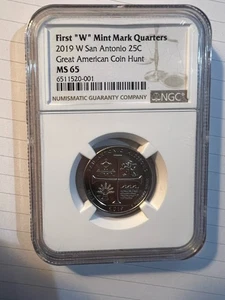 First "W" Mint Mark Quarters
2019 W San Antonio 25C
Great American Coin Hunt
MS 65
6511520-001
NUMISMATIC GUARANTY COMPANY
NGC